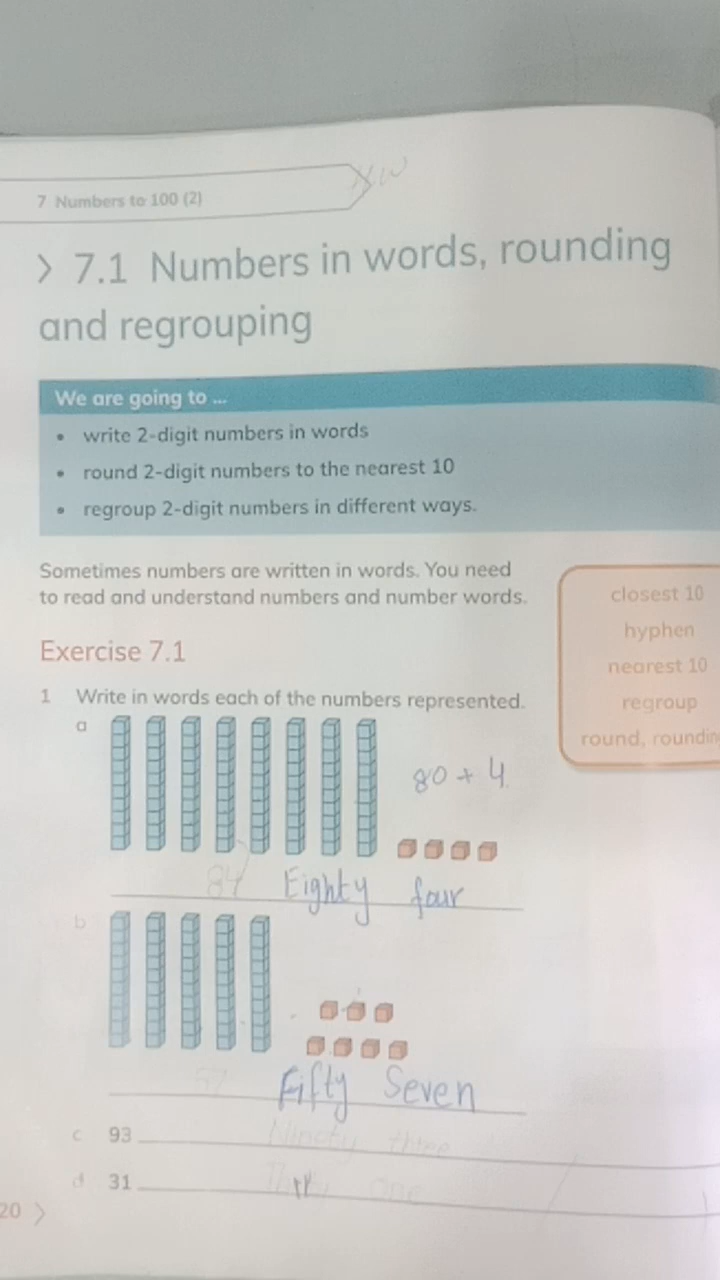 7 Numbers to 100 (2)
> 7.1 Numbers in words, rounding
and regrouping
We are going to ...
• write 2-digit numbers in words
• round 2-digit numbers to the nearest 10
• regroup 2-digit numbers in different ways.
Sometimes numbers are written in words. You need
to read and understand numbers and number words.
closest 10
hyphen
nearest 10
regroup
round, roundin
Exercise 7.1
1 Write in words each of the numbers represented.
a
80 + 4
84 Eighty four
b
57 Fifty Seven
c 93 three
d 31 one
20 >